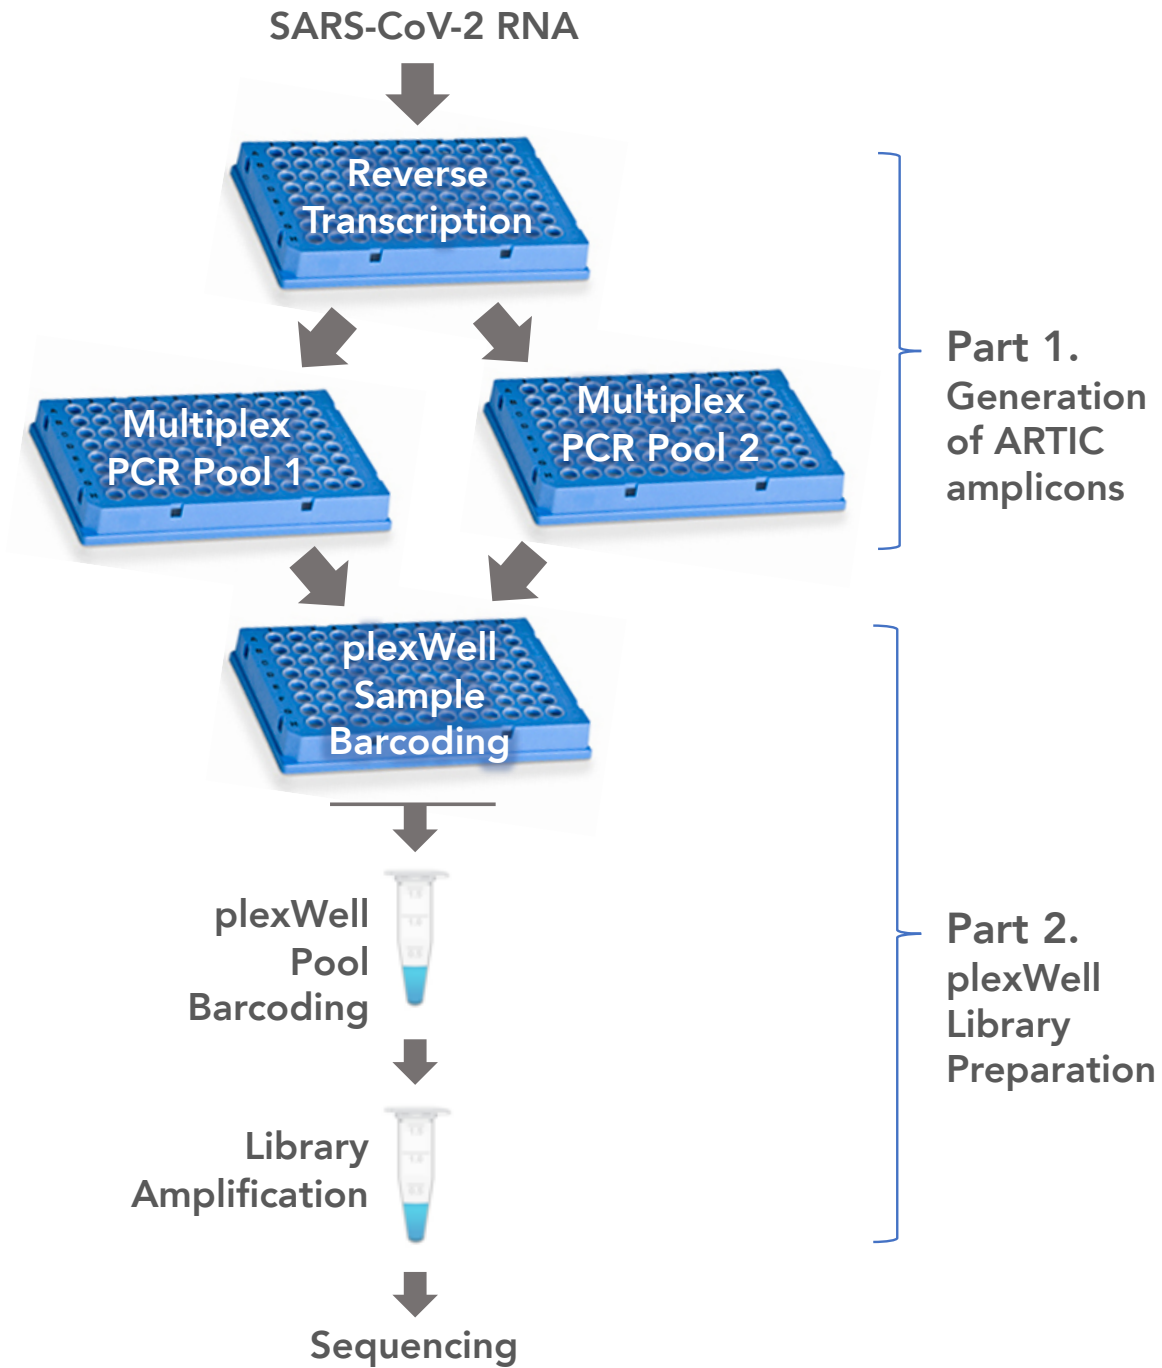 SARS-CoV-2 RNA
Reverse
Transcription
Multiplex
PCR Pool 1
Multiplex
PCR Pool 2
Part 1.
Generation
of ARTIC
amplicons
plexWell
Sample
Barcoding
plexWell
Pool
Barcoding
Part 2.
plexWell
Library
Preparation
Library
Amplification
Sequencing